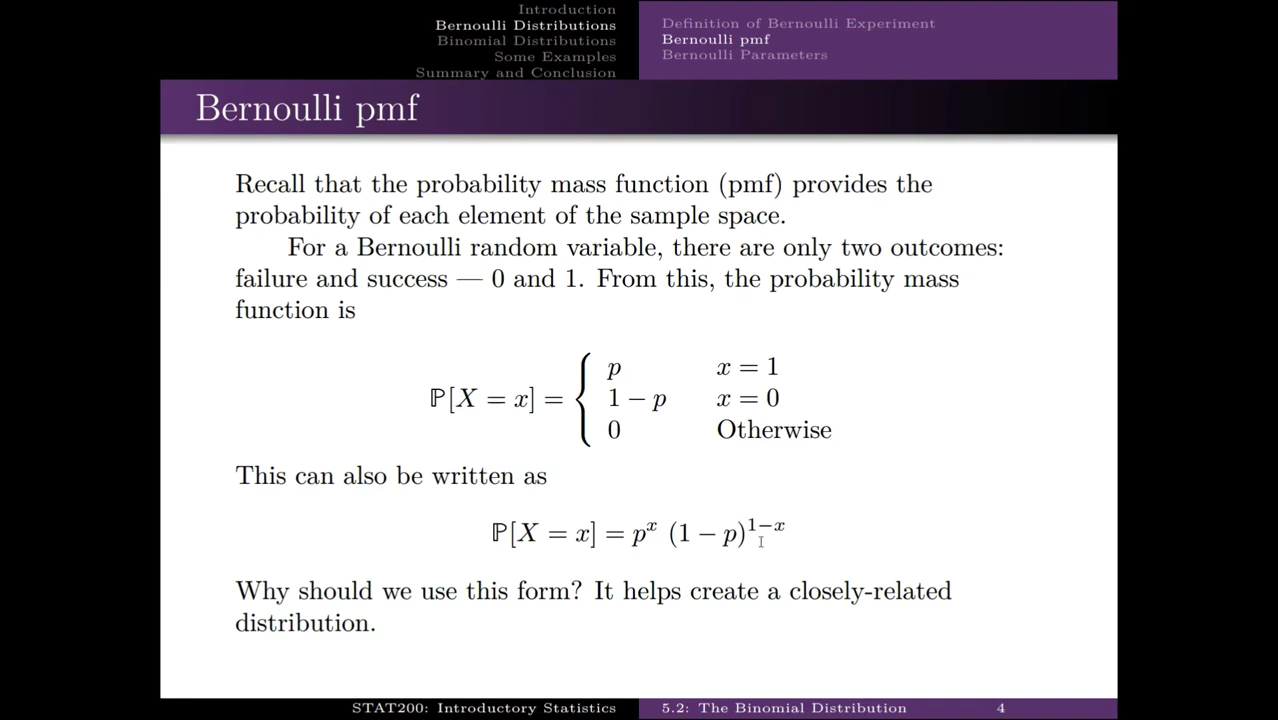 Introduction
Bernoulli Distributions
Binomial Distributions
Some Examples
Summary and Conclusion
Definition of Bernoulli Experiment
Bernoulli pmf
Bernoulli Parameters
Bernoulli pmf
Recall that the probability mass function (pmf) provides the
probability of each element of the sample space.
For a Bernoulli random variable, there are only two outcomes:
failure and success — 0 and 1. From this, the probability mass
function is
ℙ[X = x] = { p x = 1
1 − p x = 0
0 Otherwise
This can also be written as
ℙ[X = x] = pˣ (1 − p)¹⁻ˣ
Why should we use this form? It helps create a closely-related
distribution.
STAT200: Introductory Statistics 5.2: The Binomial Distribution 4